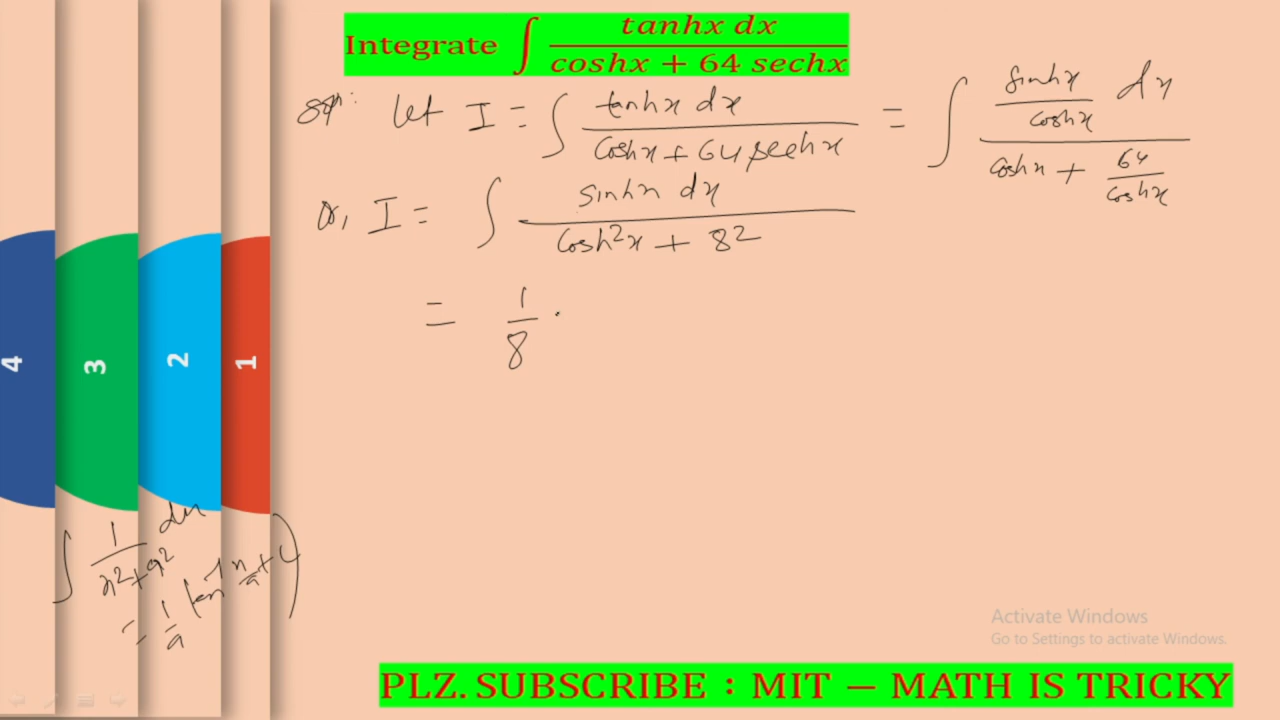 Integrate ∫ tanhx dx / coshx + 64 sechx
Solⁿ: Let I = ∫ tanhx dx / coshx + 64 sechx = ∫ (sinhx / coshx) dx / (coshx + 64 / coshx)
or, I = ∫ sinhx dx / cosh²x + 8²
= 1/8 ·
4 3 2 1
∫ 1 / x²+a² dx
= 1/a tan⁻¹ x/a + c)
Activate Windows
Go to Settings to activate Windows.
PLZ. SUBSCRIBE : MIT − MATH IS TRICKY